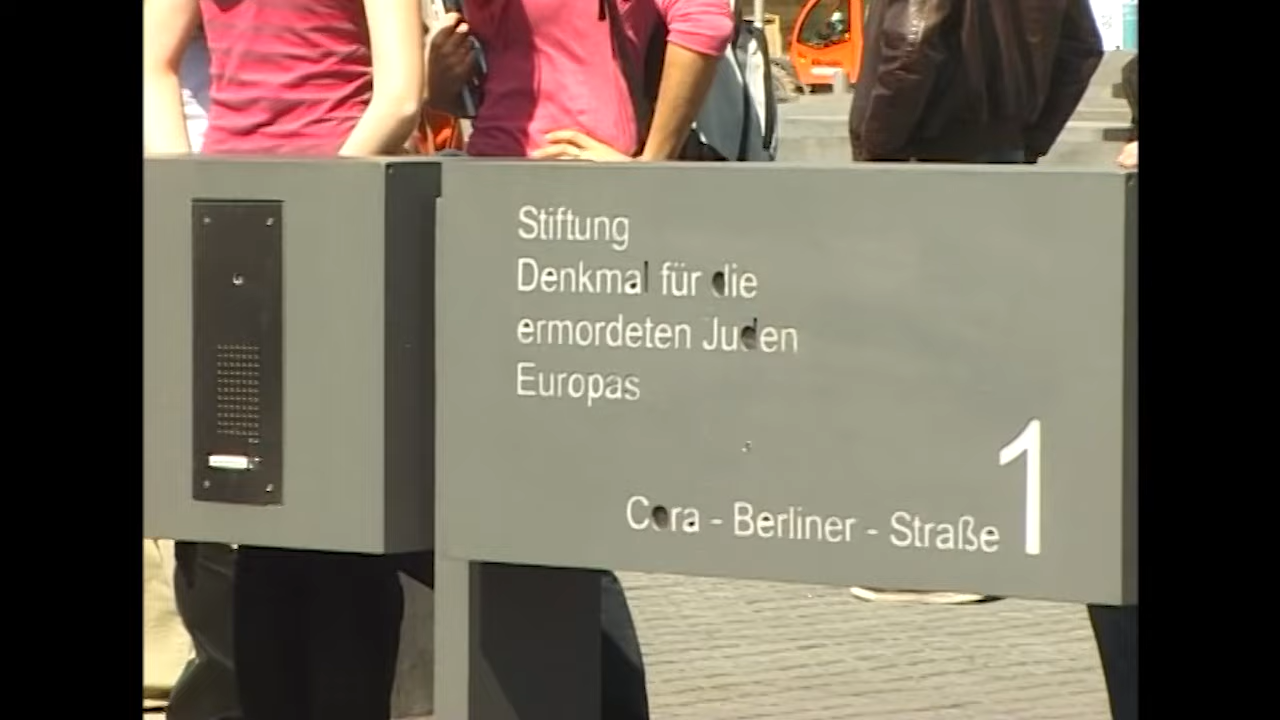 Stiftung
Denkmal für die
ermordeten Juden
Europas
Cora - Berliner - Straße 1